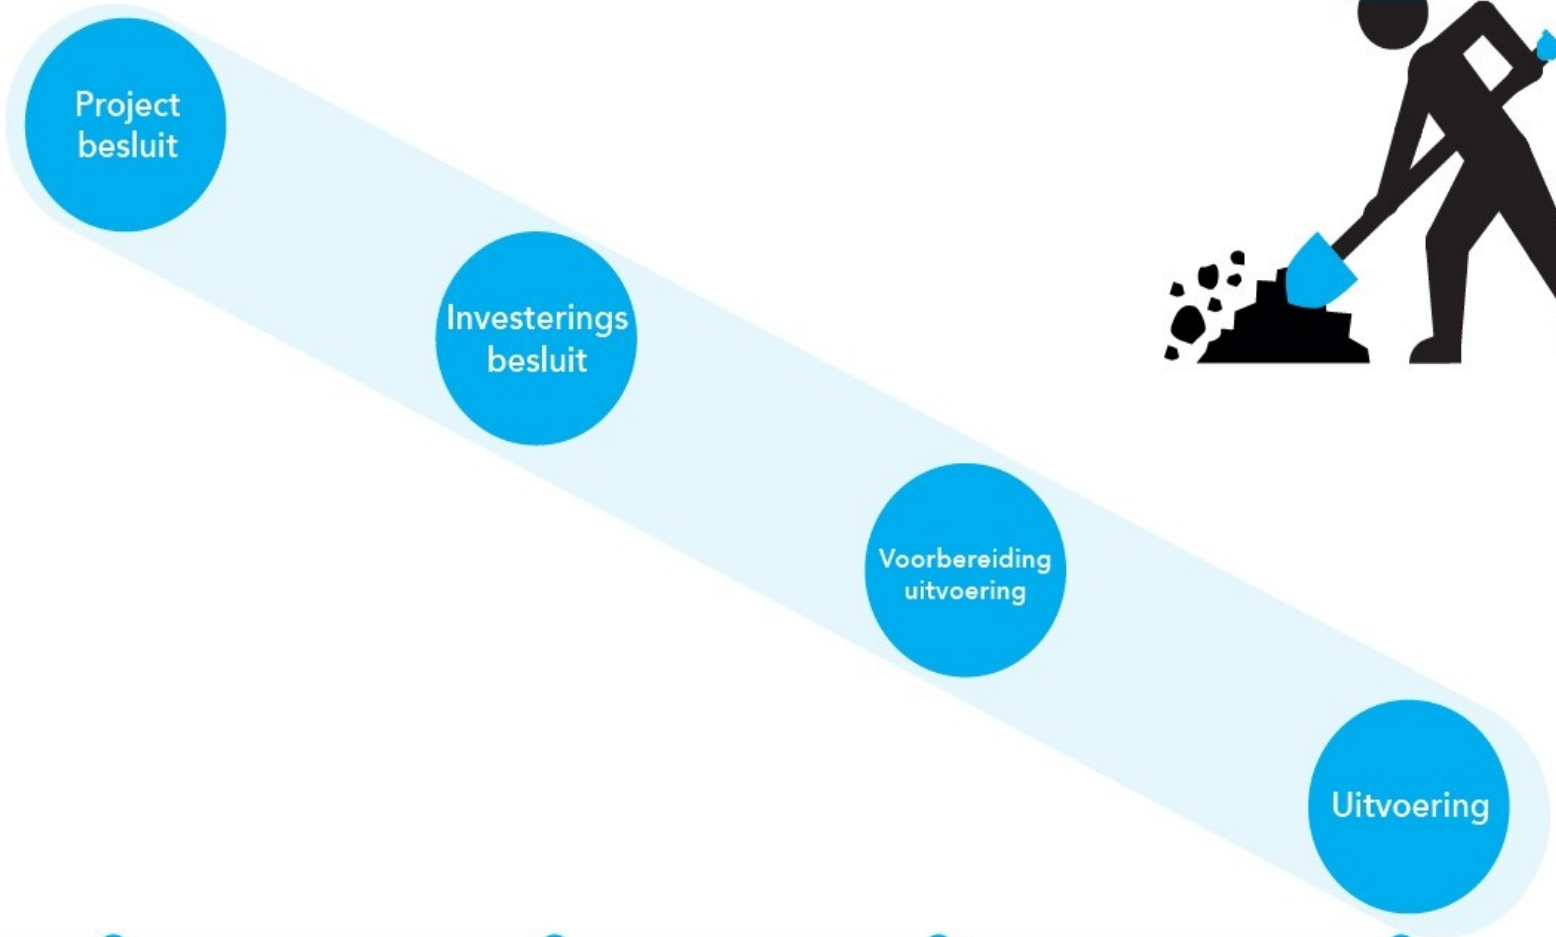 Project
besluit
Investerings
besluit
Voorbereiding
uitvoering
Uitvoering